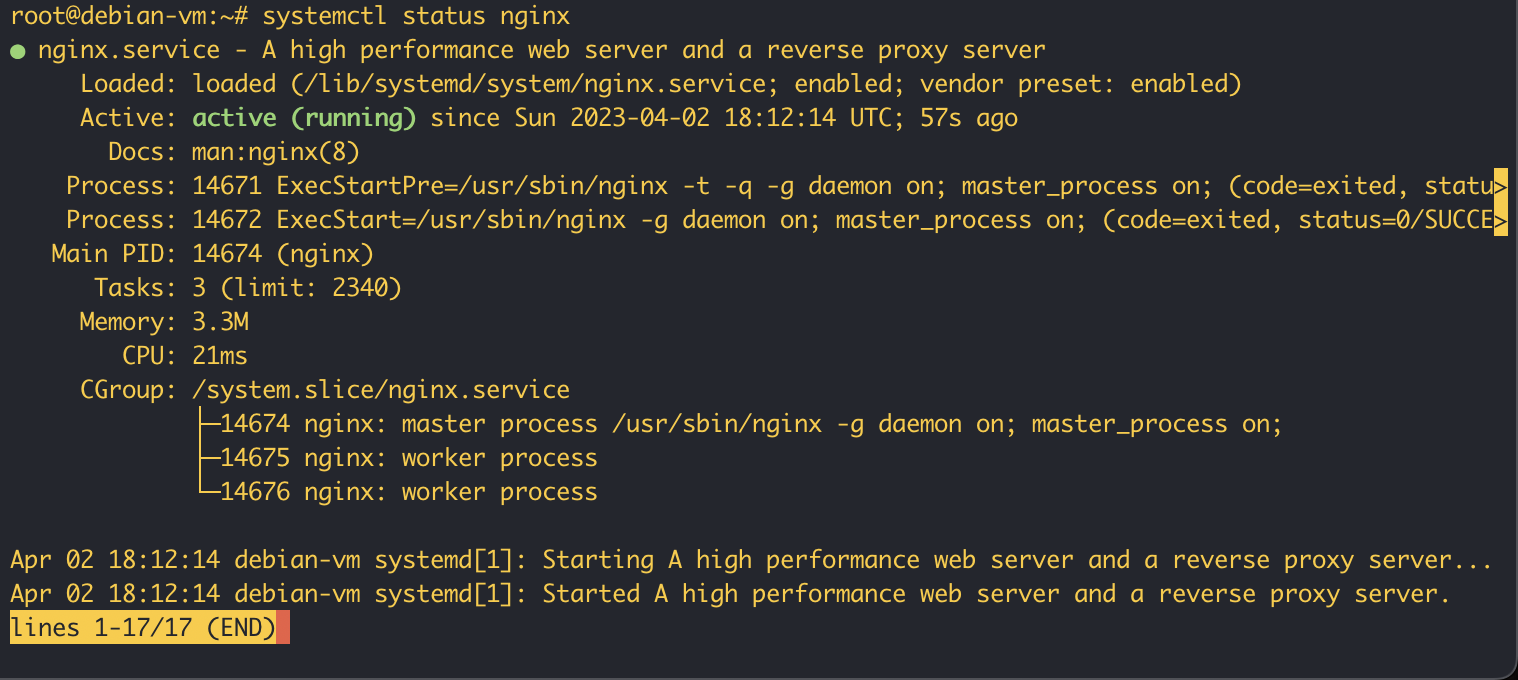 root@debian-vm:~# systemctl status nginx
● nginx.service - A high performance web server and a reverse proxy server
     Loaded: loaded (/lib/systemd/system/nginx.service; enabled; vendor preset: enabled)
     Active: active (running) since Sun 2023-04-02 18:12:14 UTC; 57s ago
       Docs: man:nginx(8)
    Process: 14671 ExecStartPre=/usr/sbin/nginx -t -q -g daemon on; master_process on; (code=exited, statu>
    Process: 14672 ExecStart=/usr/sbin/nginx -g daemon on; master_process on; (code=exited, status=0/SUCCE>
   Main PID: 14674 (nginx)
      Tasks: 3 (limit: 2340)
     Memory: 3.3M
        CPU: 21ms
     CGroup: /system.slice/nginx.service
             ├─14674 nginx: master process /usr/sbin/nginx -g daemon on; master_process on;
             ├─14675 nginx: worker process
             └─14676 nginx: worker process

Apr 02 18:12:14 debian-vm systemd[1]: Starting A high performance web server and a reverse proxy server...
Apr 02 18:12:14 debian-vm systemd[1]: Started A high performance web server and a reverse proxy server.
lines 1-17/17 (END)